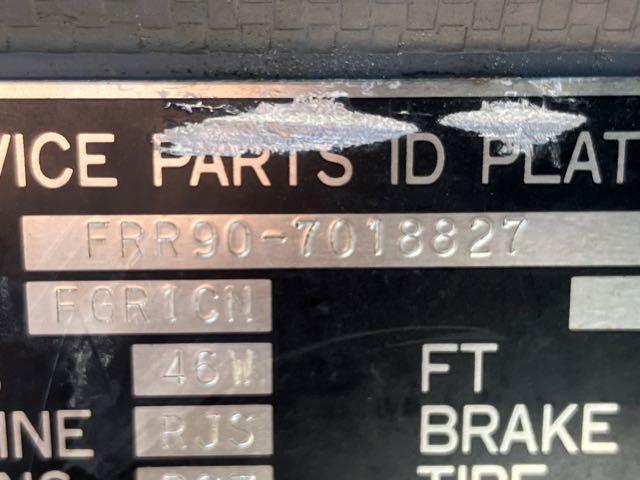 VICE PARTS ID PLAT
FRR90-7018827
FGR1CN
46W FT
INE RJS BRAKE